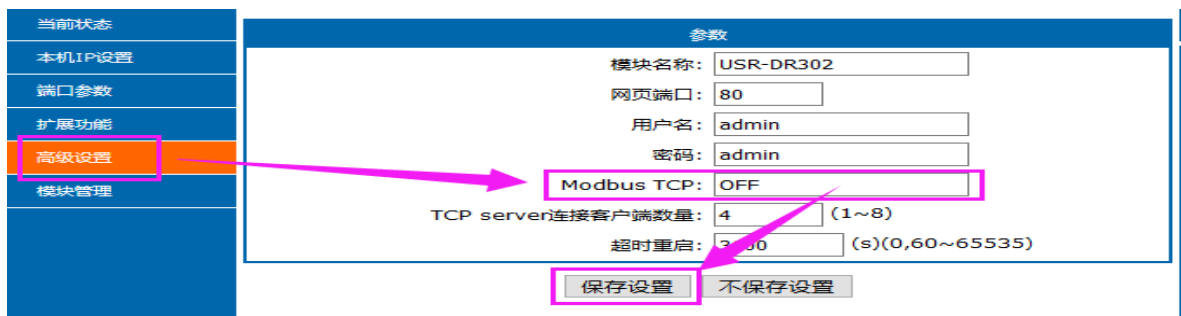 当前状态
本机IP设置
端口参数
扩展功能
高级设置
模块管理
参数
模块名称: USR-DR302
网页端口: 80
用户名: admin
密码: admin
Modbus TCP: OFF
TCP server连接客户端数量: 4 (1~8)
超时重启: (s)(0,60~65535)
保存设置 不保存设置